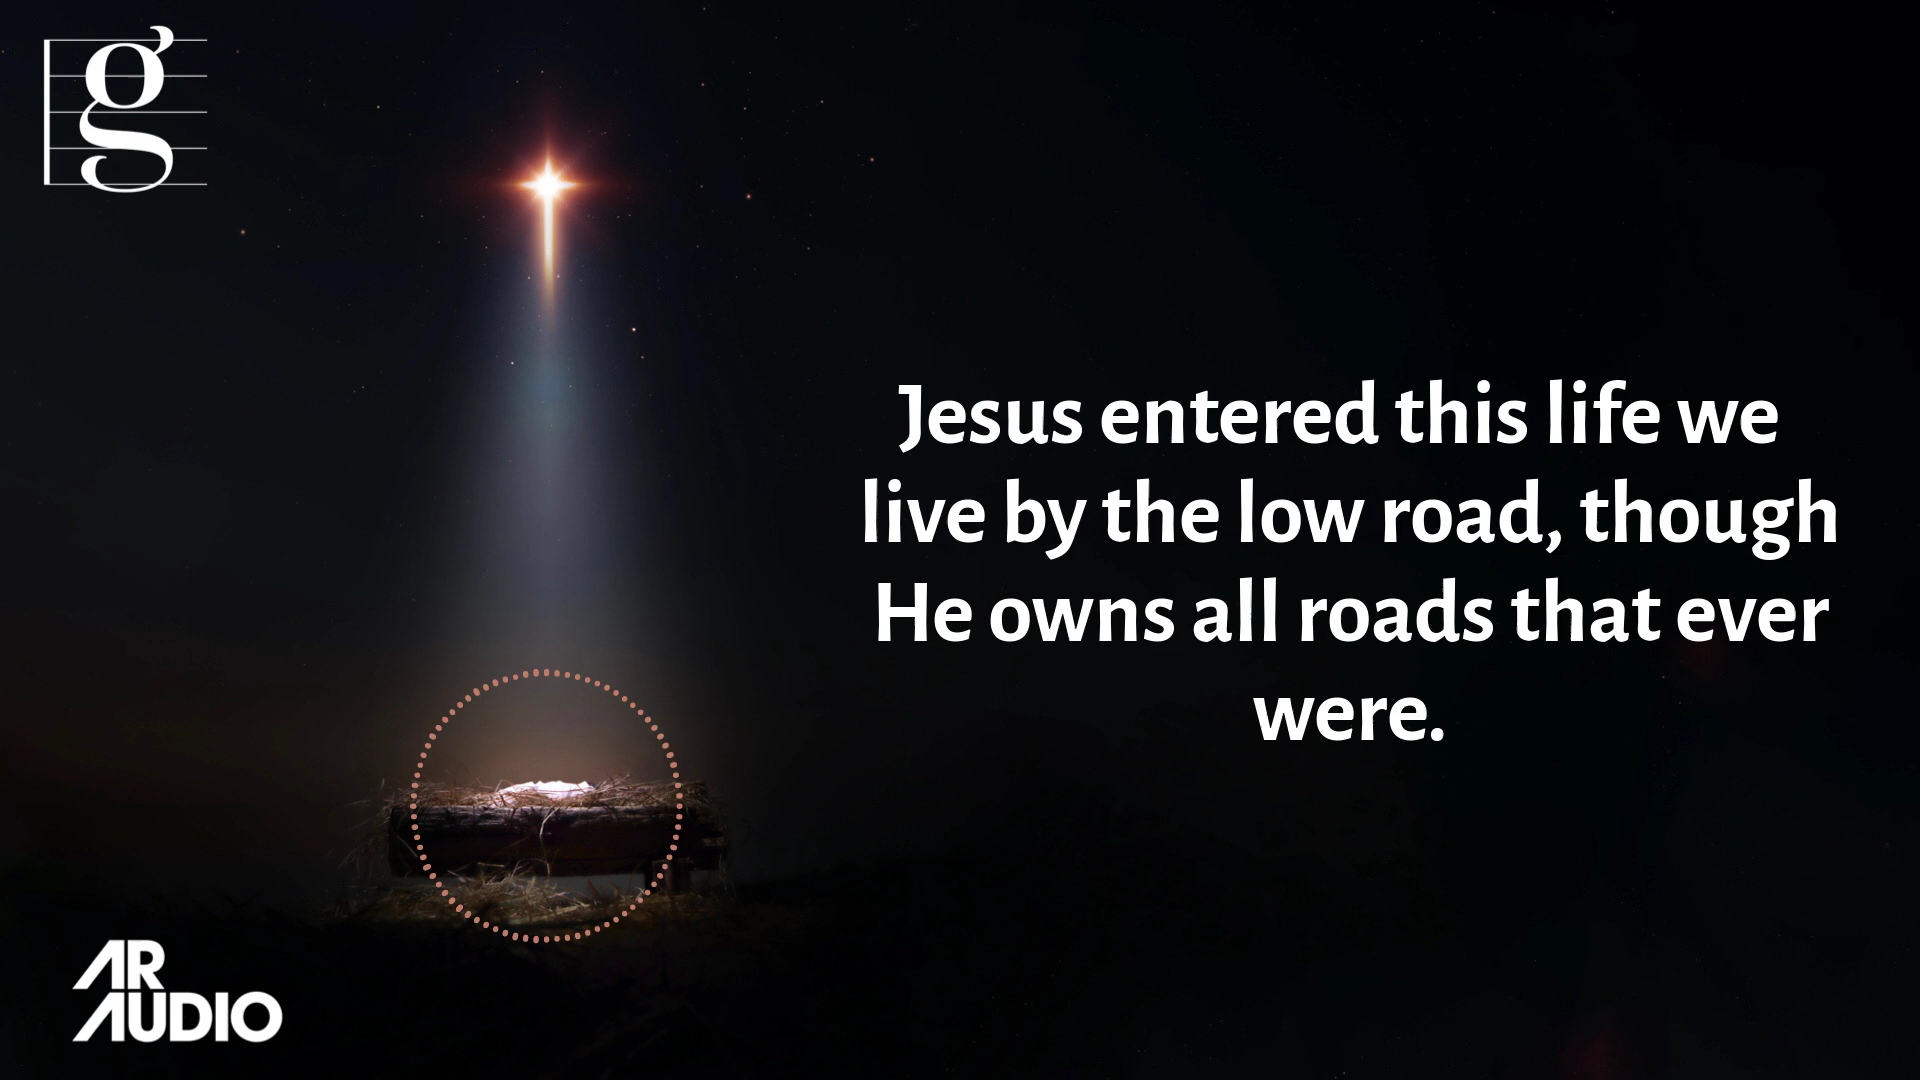 g
Jesus entered this life we
live by the low road, though
He owns all roads that ever
were.
AR
AUDIO